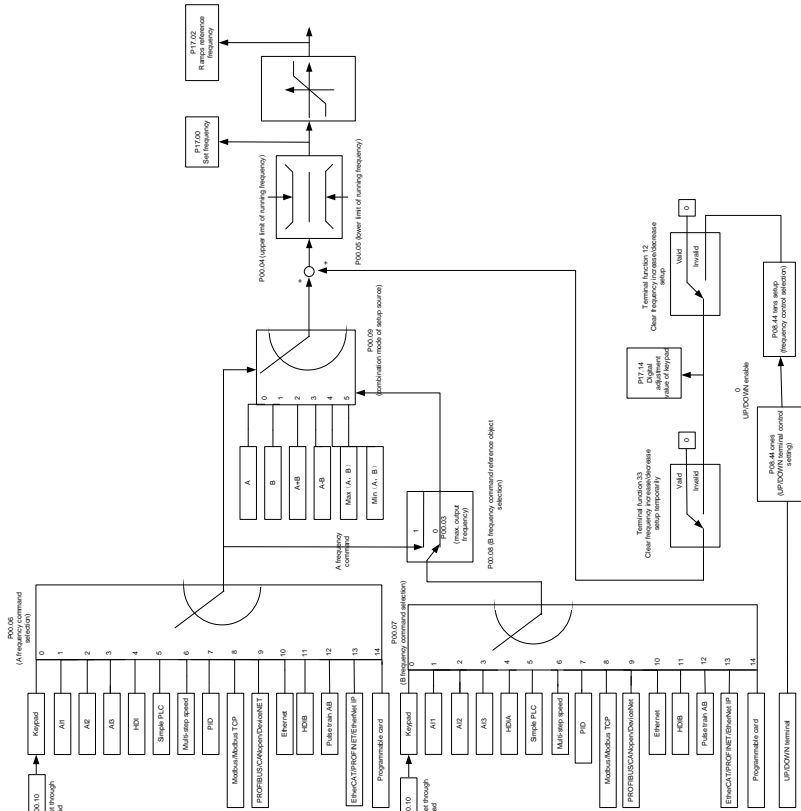 P17.02
Ramps reference
frequency
P17.00
Set frequency
P00.04 (upper limit of running frequency)
P00.05 (lower limit of running frequency)
+
+
P00.09
(combination mode of setup source)
0
1
2
3
4
5
A
B
A+B
A-B
Max (A, B)
Min (A, B)
A frequency
command
1
0
P00.03
(max. output
frequency)
P00.08 (B frequency command reference object
selection)
P00.06
(A frequency command
selection)
0
1
2
3
4
5
6
7
8
9
10
11
12
13
14
Keypad
AI1
AI2
AI3
HDI
Simple PLC
Multi-step speed
PID
Modbus/Modbus TCP
PROFIBUS/CANopen/DeviceNET
Ethernet
HDIB
Pulse train AB
EtherCAT/PROFINET/EtherNet IP
Programmable card
00.10
et through
ad
P00.07
(B frequency command selection)
0
1
2
3
4
5
6
7
8
9
10
11
12
13
14
Keypad
AI1
AI2
AI3
HDIA
Simple PLC
Multi-step speed
PID
Modbus/Modbus TCP
PROFIBUS/CANopen/DeviceNet
Ethernet
HDIB
Pulse train AB
EtherCAT/PROFINET/EtherNet IP
Programmable card
00.10
et through
ad
Terminal function 12
Clear frequency increase/decrease
setup
Valid
Invalid
0
P17.14
Digital
adjustment
value of keypad
Terminal function 33
Clear frequency increase/decrease
setup temporarily
Valid
Invalid
0
P08.44 tens setup
(frequency control selection)
0
UP/DOWN enable
P08.44 ones
(UP/DOWN terminal control
setting)
UP/DOWN terminal